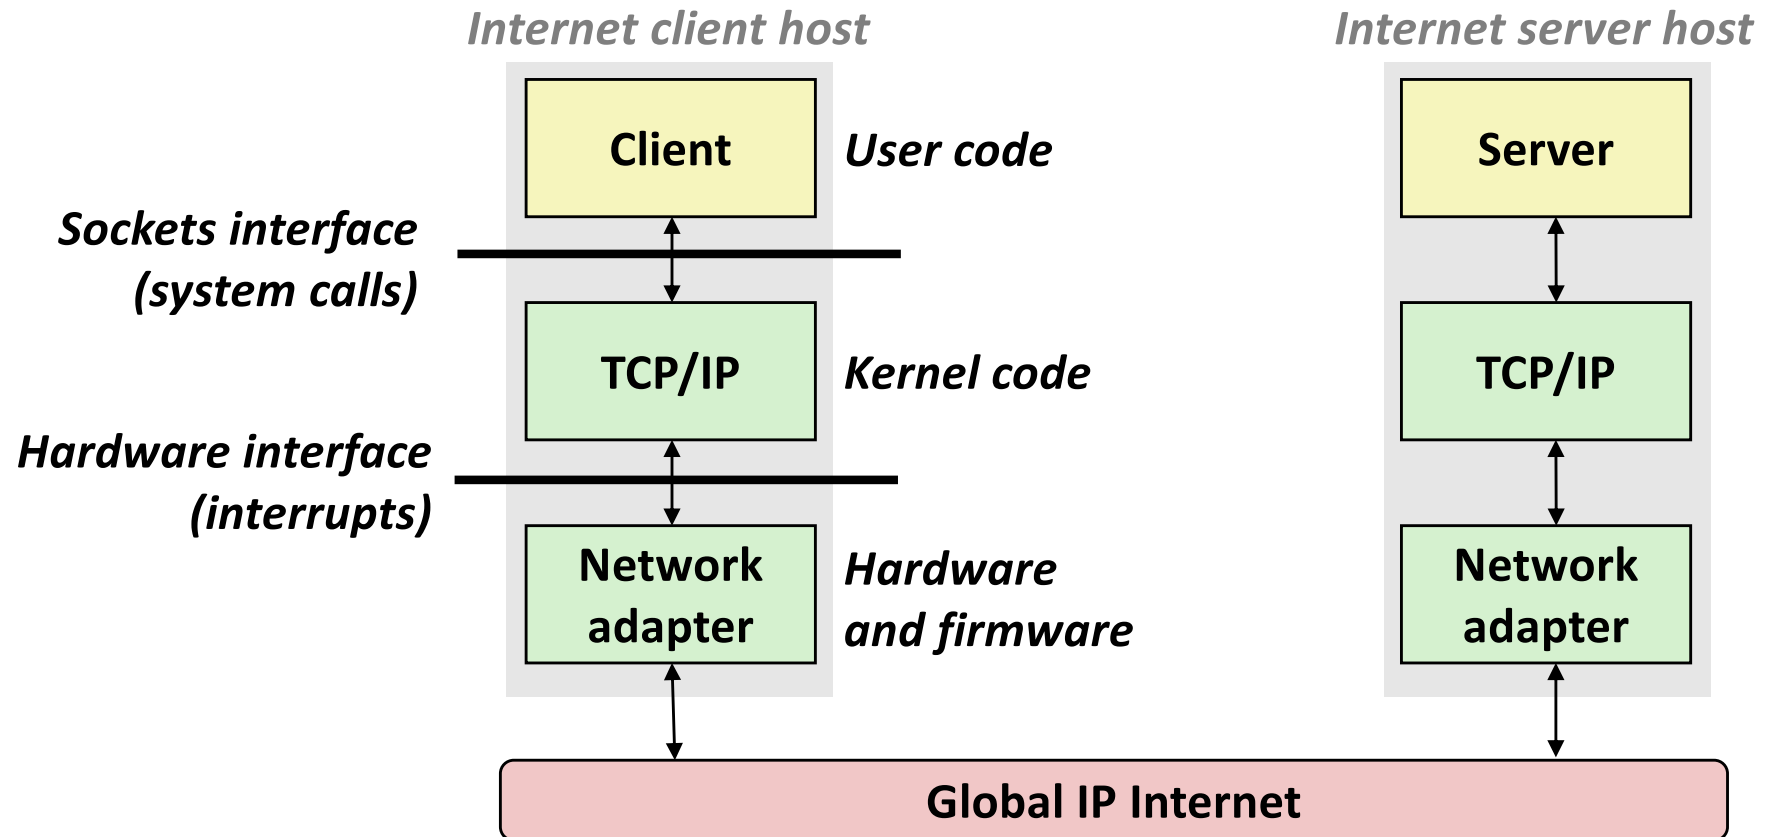 Internet client host
Internet server host
Client
User code
Server
Sockets interface
(system calls)
TCP/IP
Kernel code
TCP/IP
Hardware interface
(interrupts)
Network
adapter
Hardware
and firmware
Network
adapter
Global IP Internet